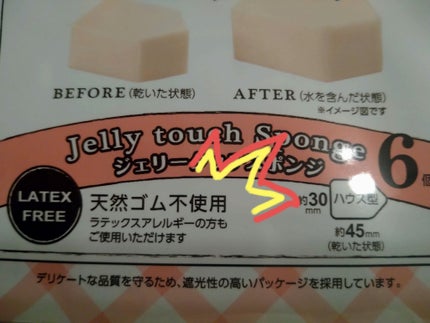 BEFORE (乾いた状態)
AFTER (水を含んだ状態)
※イメージ図です
Jelly touch Sponge
ジェリー ポンジ
6個
LATEX FREE
天然ゴム不使用
ラテックスアレルギーの方も
ご使用いただけます
約30mm
ハウス型
約45mm
(乾いた状態)
デリケートな品質を守るため、遮光性の高いパッケージを採用しています。